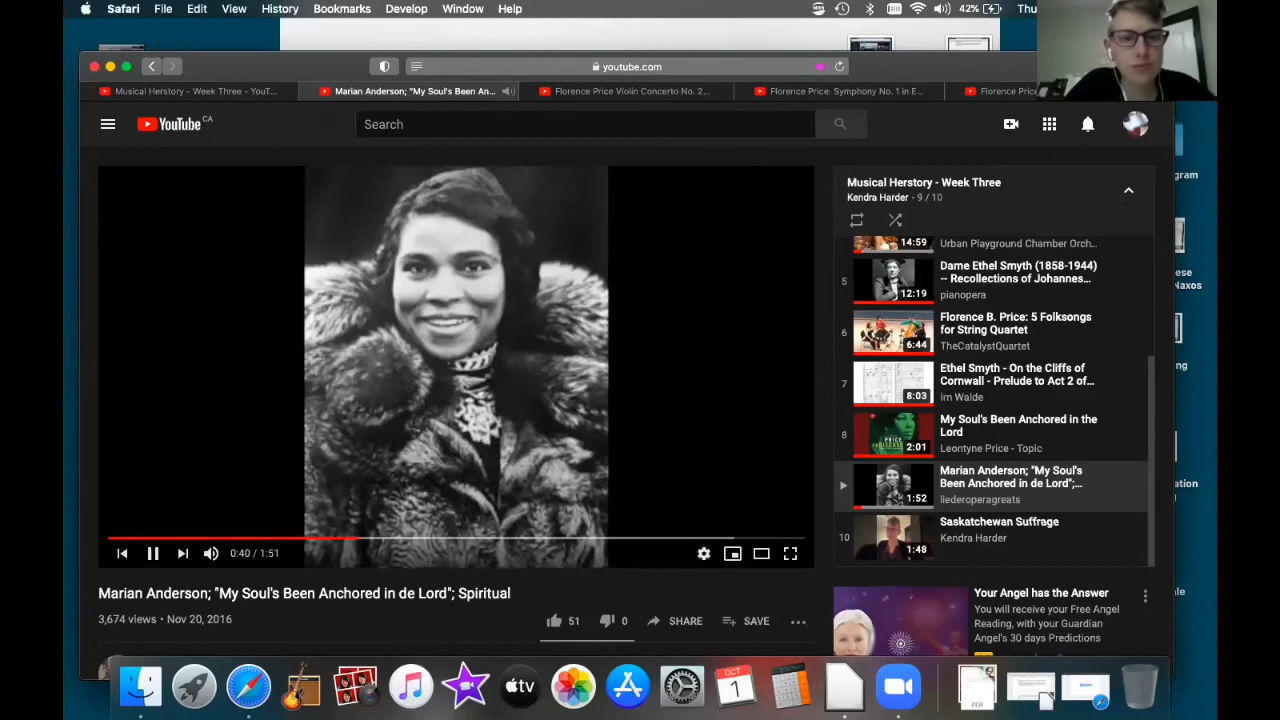 Safari File Edit View History Bookmarks Develop Window Help 42% Thu
youtube.com
Musical Herstory - Week Three - YouT...
Marian Anderson; "My Soul's Been An...
Florence Price Violin Concerto No. 2...
Florence Price: Symphony No. 1 in E...
Florence Pric
YouTube CA
Search
gram
Musical Herstory - Week Three
Kendra Harder - 9 / 10
14:59
Urban Playground Chamber Orch...
5
12:19
Dame Ethel Smyth (1858-1944)
-- Recollections of Johannes...
pianopera
ese
Naxos
6
6:44
Florence B. Price: 5 Folksongs
for String Quartet
TheCatalystQuartet
ng
7
8:03
Ethel Smyth - On the Cliffs of
Cornwall - Prelude to Act 2 of...
Im Walde
8
PRICE
2:01
My Soul's Been Anchored in the
Lord
Leontyne Price - Topic
1:52
Marian Anderson; "My Soul's
Been Anchored in de Lord";...
liederoperagreats
ation
10
1:48
Saskatchewan Suffrage
Kendra Harder
0:40 / 1:51
Marian Anderson; "My Soul's Been Anchored in de Lord"; Spiritual
3,674 views • Nov 20, 2016
51
0
SHARE
SAVE
Your Angel has the Answer
You will receive your Free Angel
Reading, with your Guardian
Angel's 30 days Predictions
le
tv
OCT
1
PDF